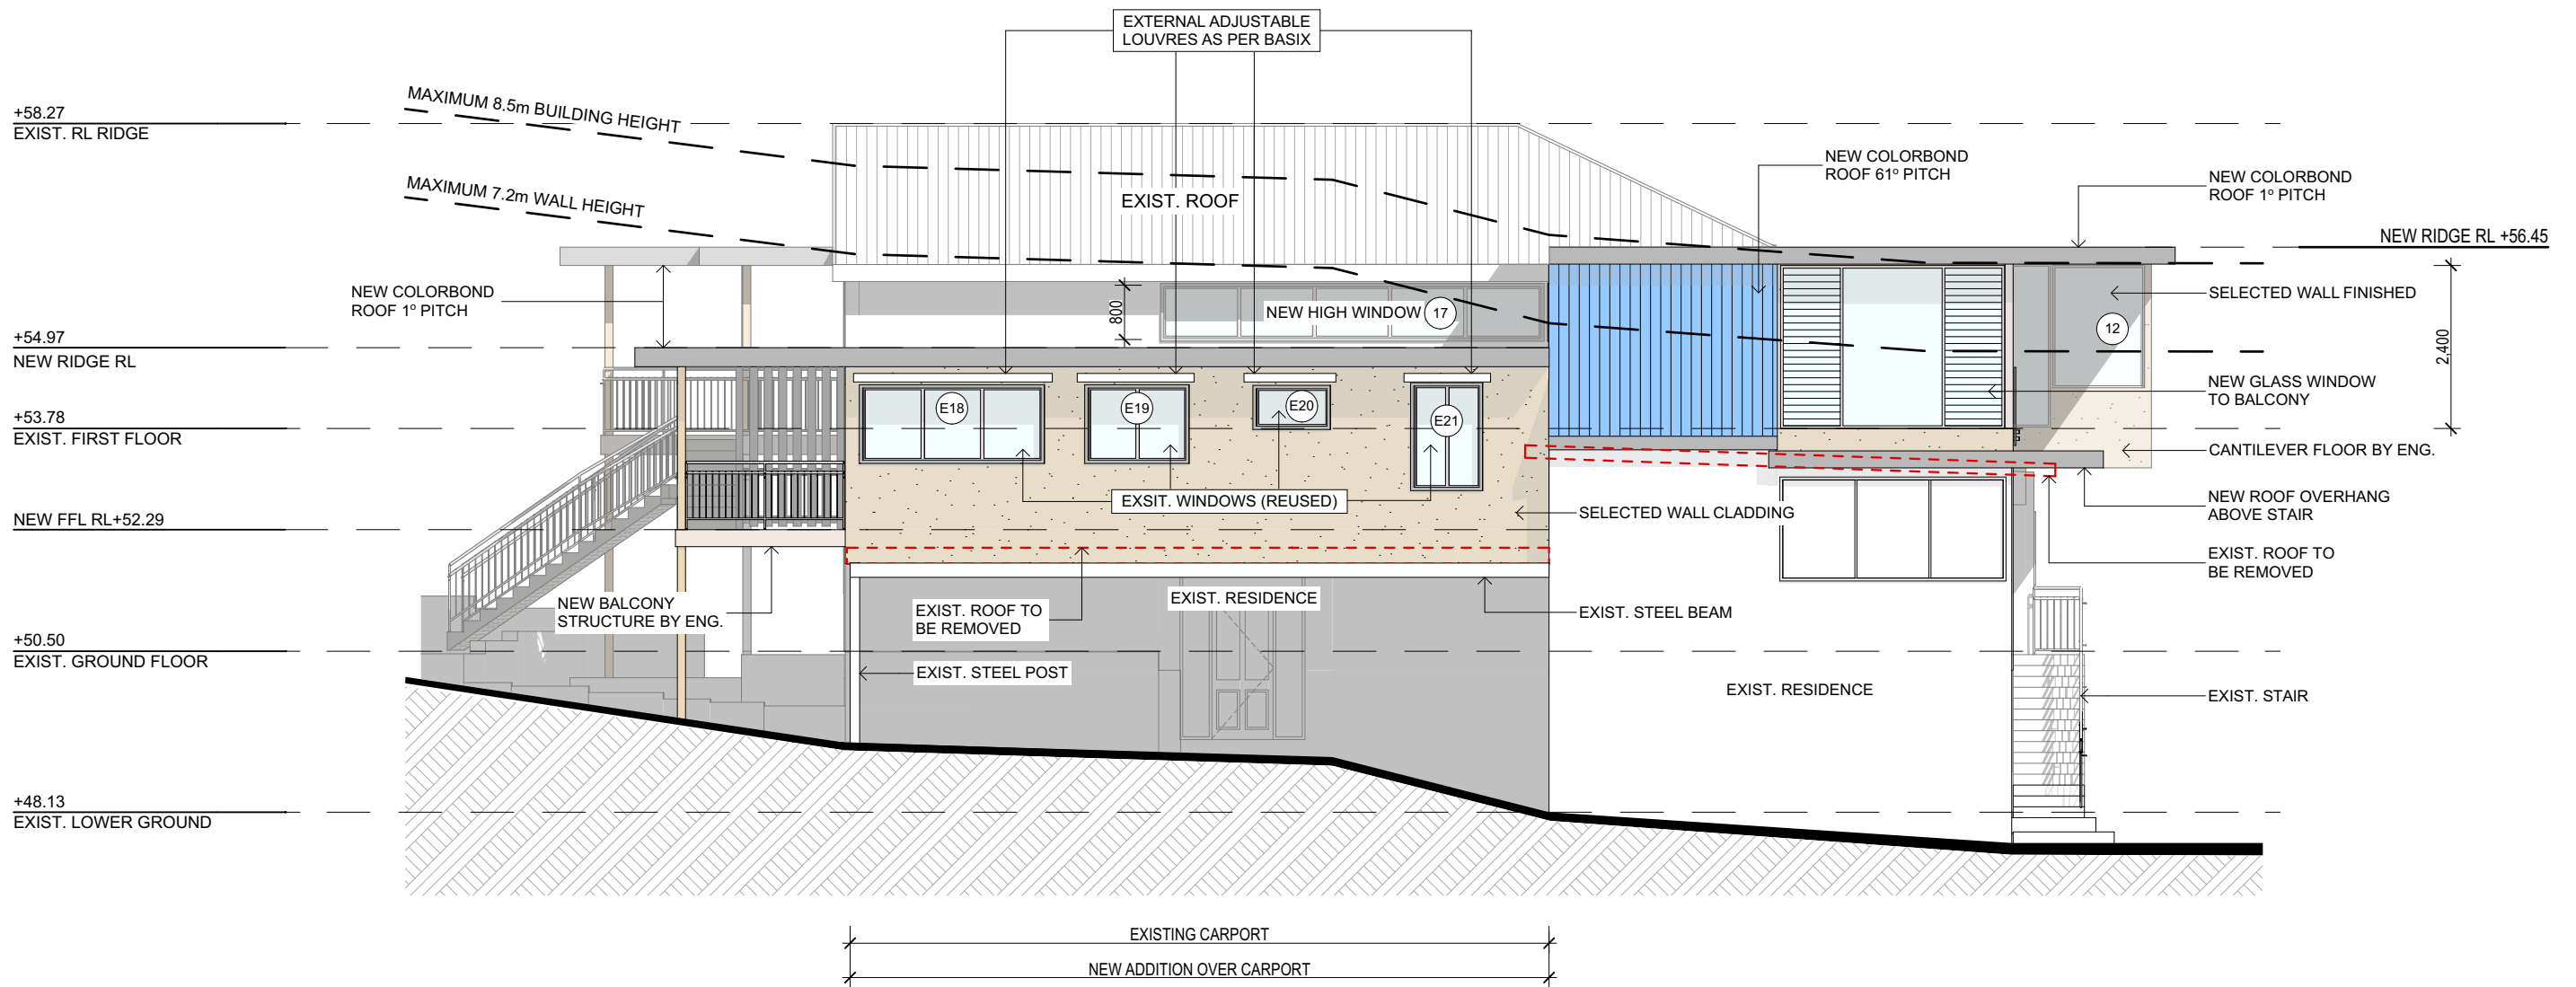 EXTERNAL ADJUSTABLE
LOUVRES AS PER BASIX
+58.27
EXIST. RL RIDGE
MAXIMUM 8.5m BUILDING HEIGHT
MAXIMUM 7.2m WALL HEIGHT
EXIST. ROOF
NEW COLORBOND
ROOF 61º PITCH
NEW COLORBOND
ROOF 1º PITCH
NEW RIDGE RL +56.45
NEW COLORBOND
ROOF 1º PITCH
800
NEW HIGH WINDOW
17
SELECTED WALL FINISHED
12
2,400
+54.97
NEW RIDGE RL
NEW GLASS WINDOW
TO BALCONY
E18
E19
E20
E21
+53.78
EXIST. FIRST FLOOR
CANTILEVER FLOOR BY ENG.
EXSIT. WINDOWS (REUSED)
SELECTED WALL CLADDING
NEW ROOF OVERHANG
ABOVE STAIR
NEW FFL RL+52.29
EXIST. ROOF TO
BE REMOVED
NEW BALCONY
STRUCTURE BY ENG.
EXIST. ROOF TO
BE REMOVED
EXIST. RESIDENCE
EXIST. STEEL BEAM
+50.50
EXIST. GROUND FLOOR
EXIST. STEEL POST
EXIST. RESIDENCE
EXIST. STAIR
+48.13
EXIST. LOWER GROUND
EXISTING CARPORT
NEW ADDITION OVER CARPORT